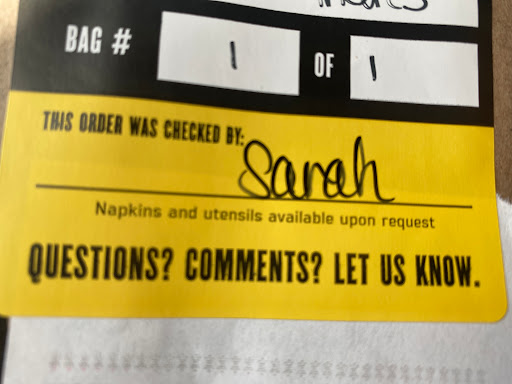 BAG # 1 OF 1
THIS ORDER WAS CHECKED BY: Sarah
Napkins and utensils available upon request
QUESTIONS? COMMENTS? LET US KNOW.